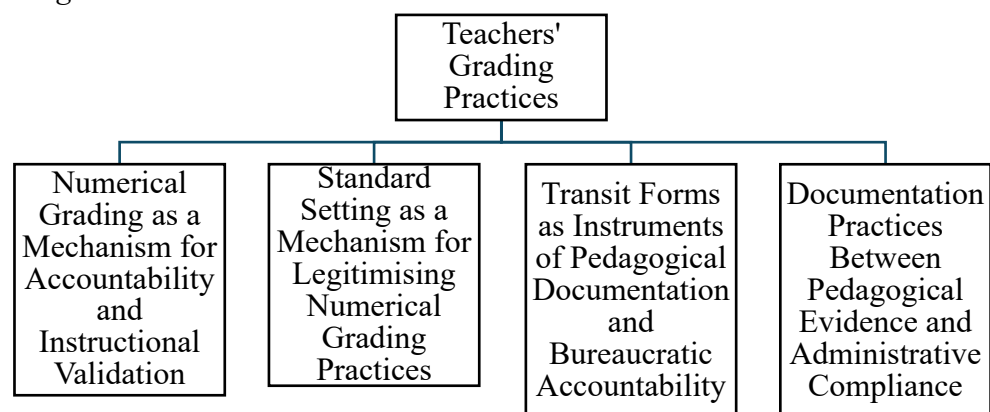 Teachers'
Grading
Practices
Numerical
Grading as a
Mechanism for
Accountability
and
Instructional
Validation
Standard
Setting as a
Mechanism for
Legitimising
Numerical
Grading
Practices
Transit Forms
as Instruments
of Pedagogical
Documentation
and
Bureaucratic
Accountability
Documentation
Practices
Between
Pedagogical
Evidence and
Administrative
Compliance